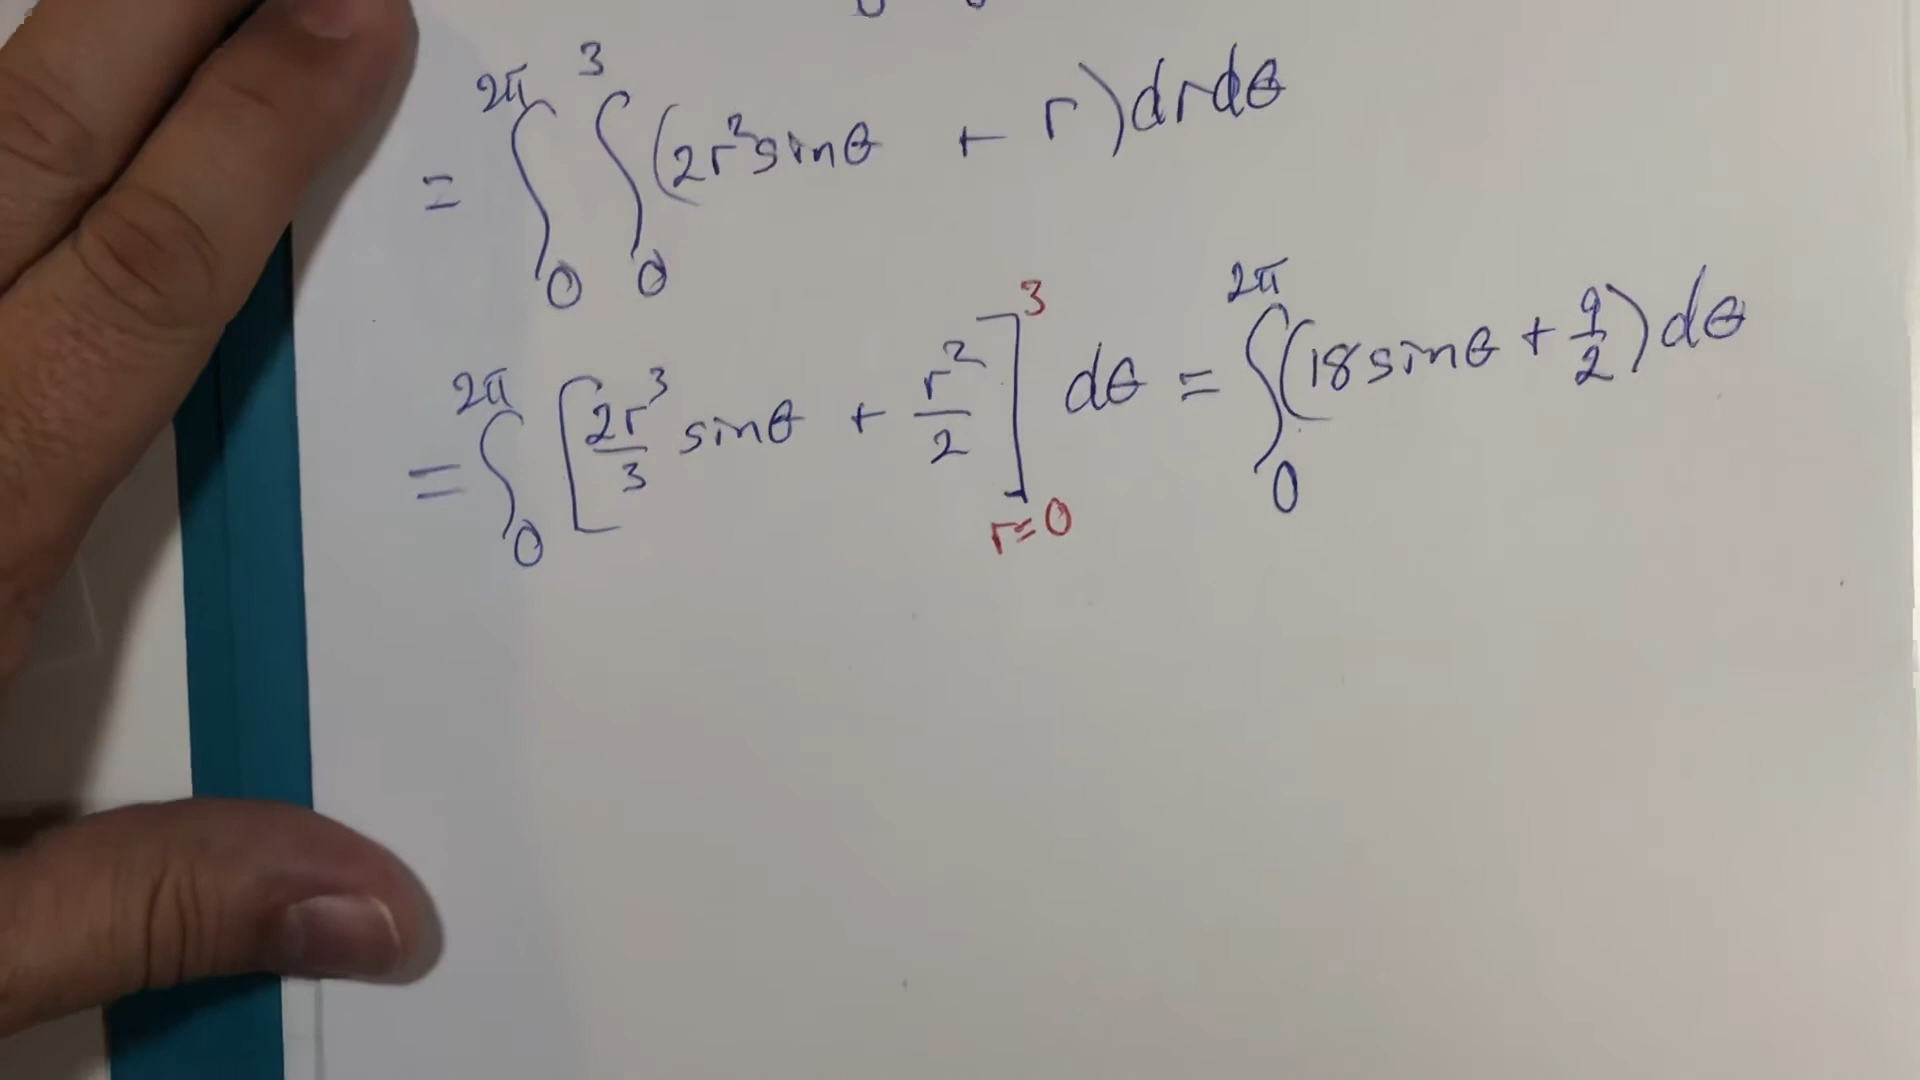 = ∫₀^{2π} ∫₀^3 (2r² sinθ + r) dr dθ
= ∫₀^{2π} [2r³/3 sinθ + r²/2]_{r=0}^{3} dθ = ∫₀^{2π} (18 sinθ + 9/2) dθ